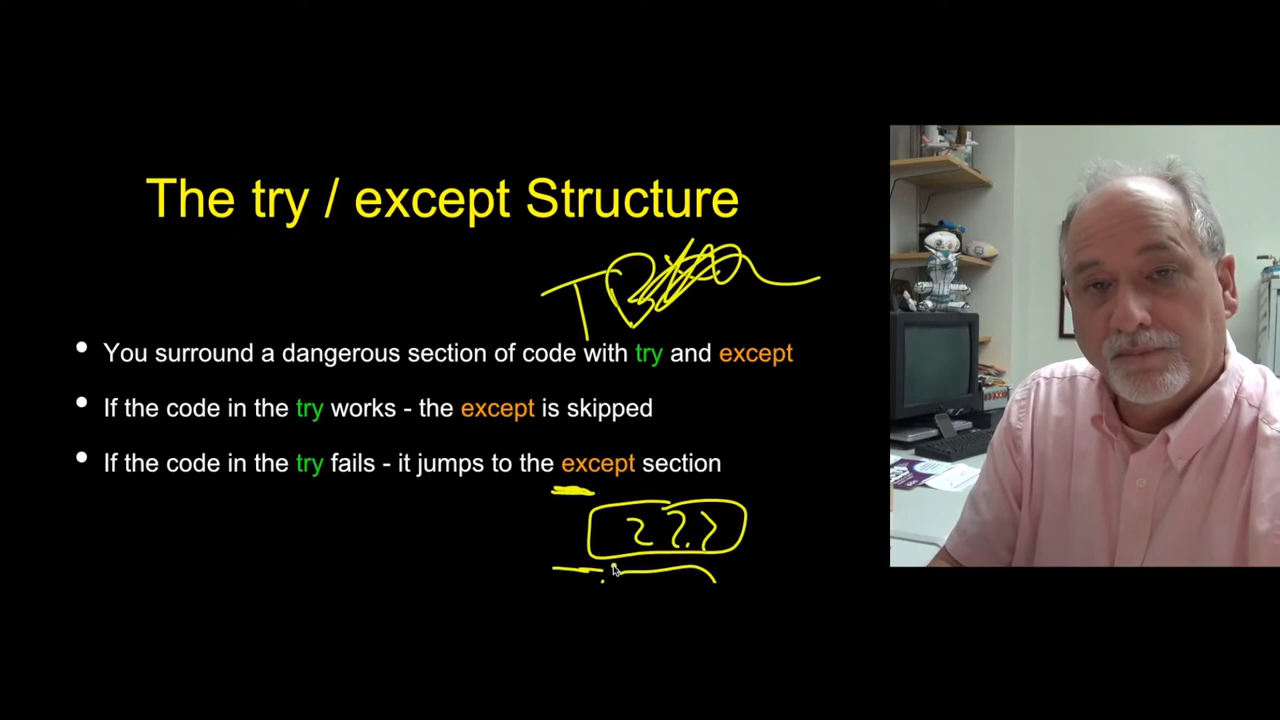 The try / except Structure
• You surround a dangerous section of code with try and except
• If the code in the try works - the except is skipped
• If the code in the try fails - it jumps to the except section